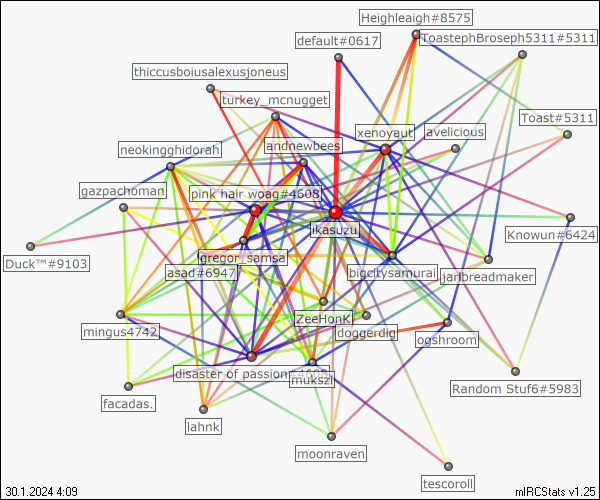 Heighleigh#8575
ToastephBroseph5311#5311
default#0617
thiccusboiusalexusjoneus
turkey_mcnugget
Toast#5311
xenoyaut
avelicious
andnewbees
neokingghidorah
gazpachoman
pink hair woag#4608
ikasuzu
Knowun#6424
gregor_samsa
Duck™#9103
asad#6947
bigcitysamurai
jarlbreadmaker
ZeeHonK
mingus4742
doggerdig
ogshroom
disaster of passion
mukszi
Random Stuf6#5983
facadas.
lahnk
moonraven
tescoroll
30.1.2024 4:09
mIRCStats v1.25